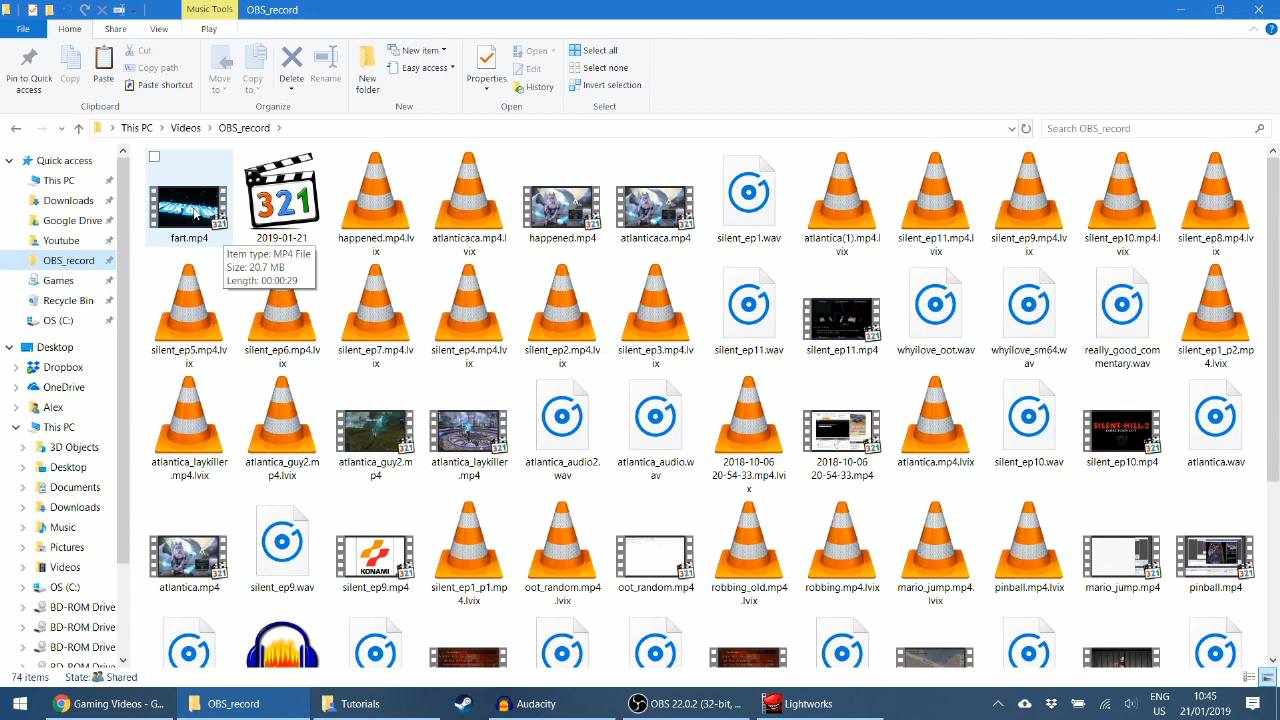 Music Tools
OBS_record
File
Home
Share
View
Play
Pin to Quick access
Copy
Paste
Cut
Copy path
Paste shortcut
Clipboard
Move to
Copy to
Delete
Rename
Organize
New folder
New item
Easy access
New
Properties
Open
Edit
History
Open
Select all
Select none
Invert selection
Select
This PC
Videos
OBS_record
Search OBS_record
Quick access
This PC
Downloads
Google Drive
Youtube
OBS_record
Games
Recycle Bin
OS (C:)
Desktop
Dropbox
OneDrive
Alex
This PC
3D Objects
Desktop
Documents
Downloads
Music
Pictures
Videos
OS (C:)
BD-ROM Drive
BD-ROM Drive
BD-ROM Drive
BD-ROM Drive
321
fart.mp4
2019-01-21
happened.mp4.lvix
atlanticaca.mp4.lvix
happened.mp4
atlanticaca.mp4
silent_ep1.wav
atlantica(1).mp4.lvix
silent_ep11.mp4.lvix
silent_ep9.mp4.lvix
silent_ep10.mp4.lvix
silent_ep8.mp4.lvix
Item type: MP4 File
Size: 20.7 MB
Length: 00:00:29
silent_ep5.mp4.lvix
silent_ep6.mp4.lvix
silent_ep7.mp4.lvix
silent_ep4.mp4.lvix
silent_ep2.mp4.lvix
silent_ep3.mp4.lvix
silent_ep11.wav
silent_ep11.mp4
whyilove_oot.wav
whyilove_sm64.wav
really_good_commentary.wav
silent_ep1_p2.mp4.lvix
SILENT HILL 2
atlantica_laykiller.mp4.lvix
atlantica_guy2.mp4.lvix
atlantica_guy2.mp4
atlantica_laykiller.mp4
atlantica_audio2.wav
atlantica_audio.wav
2018-10-06 20-54-33.mp4.lvix
2018-10-06 20-54-33.mp4
atlantica.mp4.lvix
silent_ep10.wav
silent_ep10.mp4
atlantica.wav
KONAMI
atlantica.mp4
silent_ep9.wav
silent_ep9.mp4
silent_ep1_p1.mp4.lvix
oot_random.mp4.lvix
oot_random.mp4
robbing_old.mp4.lvix
robbing.mp4.lvix
mario_jump.mp4.lvix
pinball.mp4.lvix
mario_jump.mp4
pinball.mp4
74 items
State:
Shared
Gaming Videos - G...
OBS_record
Tutorials
Audacity
OBS 22.0.2 (32-bit, ...
Lightworks
ENG
US
10:45
21/01/2019